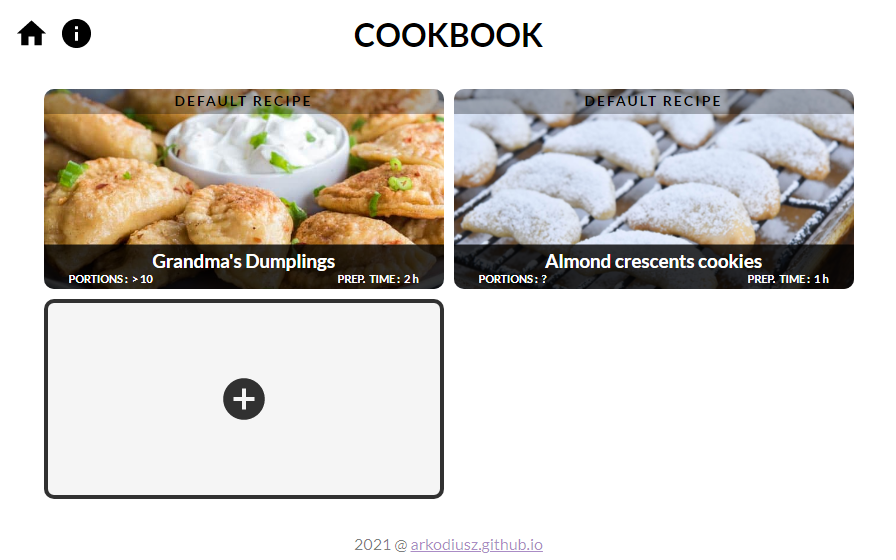 COOKBOOK
DEFAULT RECIPE
Grandma's Dumplings
PORTIONS: >10 PREP. TIME: 2 h
DEFAULT RECIPE
Almond crescents cookies
PORTIONS: ? PREP. TIME: 1 h
2021 @ arkodiusz.github.io